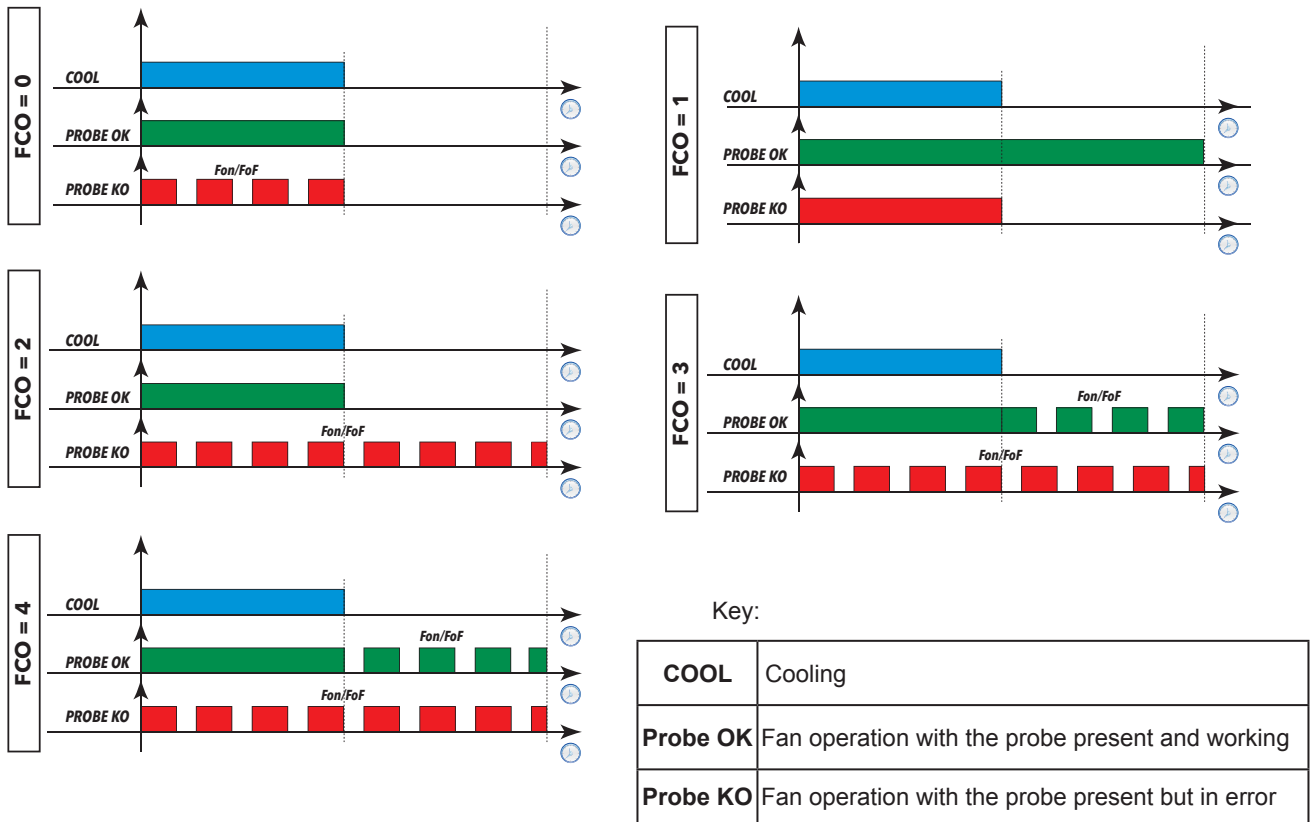 FCO = 0
COOL
PROBE OK
Fon/FoF
PROBE KO
FCO = 1
COOL
PROBE OK
PROBE KO
FCO = 2
COOL
PROBE OK
Fon/FoF
PROBE KO
FCO = 3
COOL
Fon/FoF
PROBE OK
Fon/FoF
PROBE KO
FCO = 4
COOL
Fon/FoF
PROBE OK
Fon/FoF
PROBE KO
Key:
COOL Cooling
Probe OK Fan operation with the probe present and working
Probe KO Fan operation with the probe present but in error